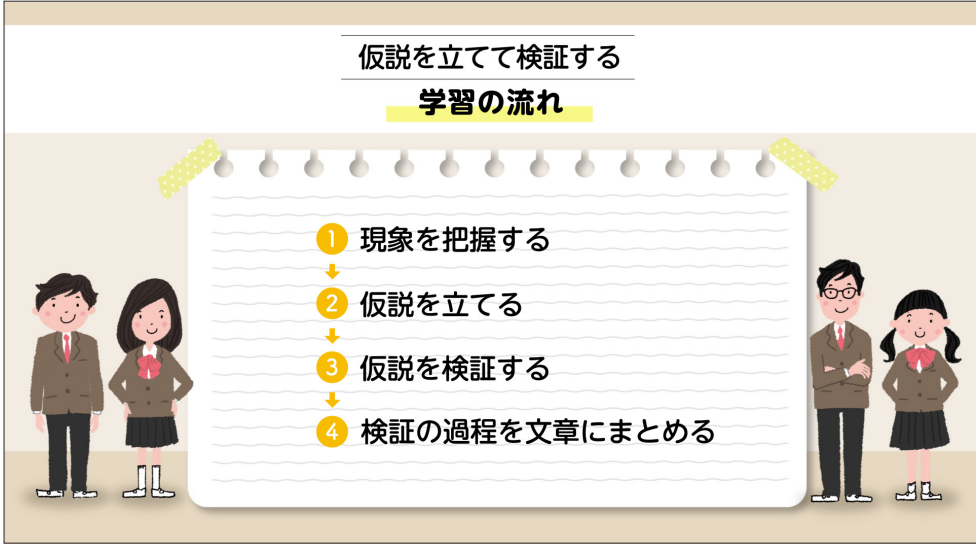 仮説を立てて検証する
学習の流れ
1 現象を把握する
2 仮説を立てる
3 仮説を検証する
4 検証の過程を文章にまとめる